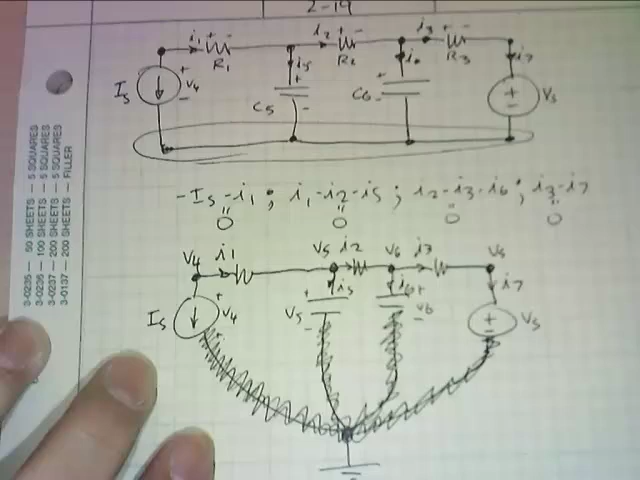 2-19
i₁ + - i₂ + - i₃ + -
R₁ R₂ R₃
Is + V₄ - i₅ + C₅ - i₆ + C₆ - i₇ + - Vs
-Is-i₁ ; i₁-i₂-i₅ ; i₂-i₃-i₆ ; i₃-i₇
= = = =
0 0 0 0
V₄ i₁ V₅ i₂ V₆ i₃ Vs
Is + V₄ i₅ + V₅ - i₆ + V₆ - i₇ + - Vs
3-0235 — 50 SHEETS — 5 SQUARES
3-0236 — 100 SHEETS — 5 SQUARES
3-0237 — 200 SHEETS — 5 SQUARES
3-0137 — 200 SHEETS — FILLER